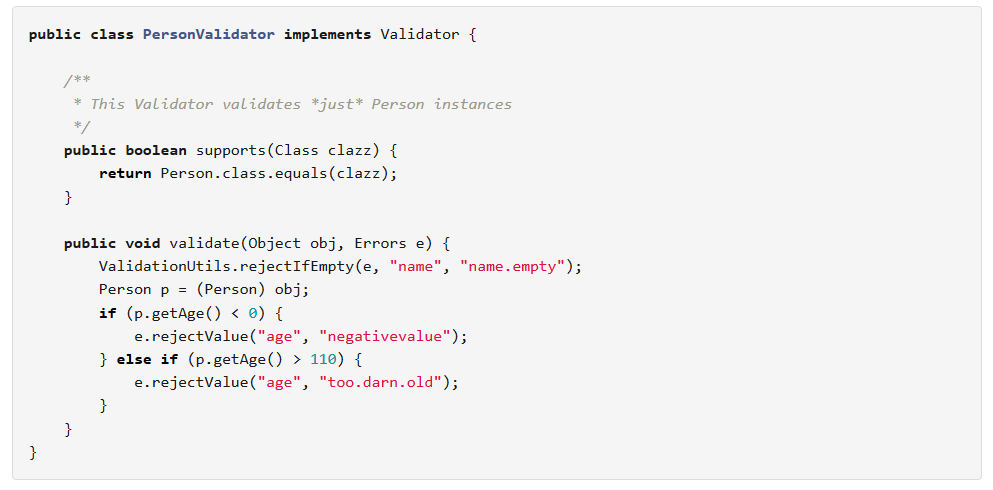 public class PersonValidator implements Validator {
/**
* This Validator validates *just* Person instances
*/
public boolean supports(Class clazz) {
return Person.class.equals(clazz);
}
public void validate(Object obj, Errors e) {
ValidationUtils.rejectIfEmpty(e, "name", "name.empty");
Person p = (Person) obj;
if (p.getAge() < 0) {
e.rejectValue("age", "negativevalue");
} else if (p.getAge() > 110) {
e.rejectValue("age", "too.darn.old");
}
}
}